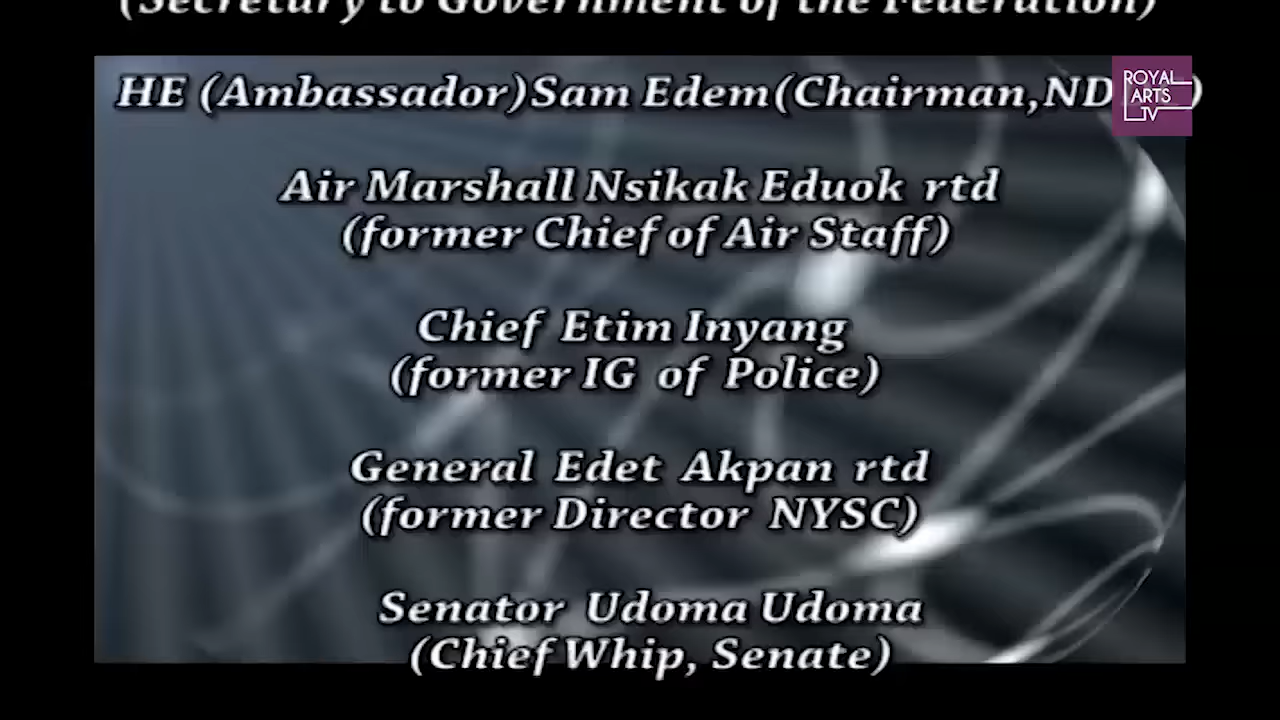 (Secretary to Government of the Federation)
HE (Ambassador)Sam Edem(Chairman,ND
ROYAL
ARTS
TV
Air Marshall Nsikak Eduok rtd
(former Chief of Air Staff)
Chief Etim Inyang
(former IG of Police)
General Edet Akpan rtd
(former Director NYSC)
Senator Udoma Udoma
(Chief Whip, Senate)